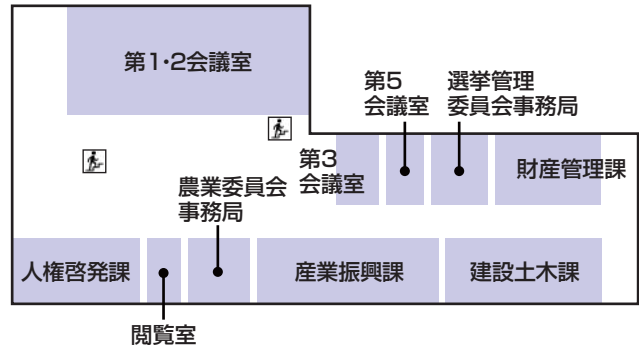 第1・2会議室
第5
会議室
選挙管理
委員会事務局
第3
会議室
財産管理課
農業委員会
事務局
人権啓発課
産業振興課
建設土木課
閲覧室